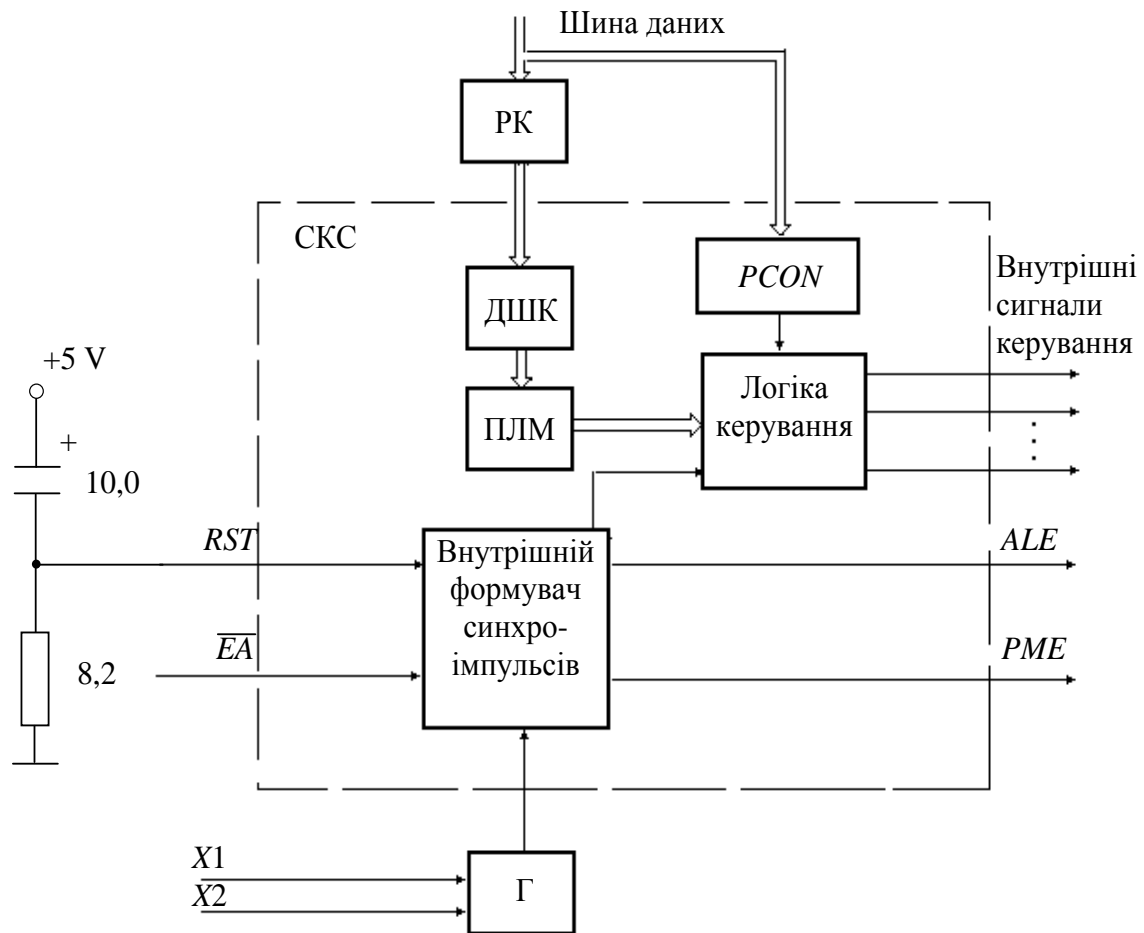 Шина даних
РК
СКС
PCON
Внутрішні
сигнали
керування
ДШК
+5 V
Логіка
керування
ПЛМ
+
10,0
RST
Внутрішній
формувач
синхро-
імпульсів
ALE
EA
PME
8,2
X1
X2
Г